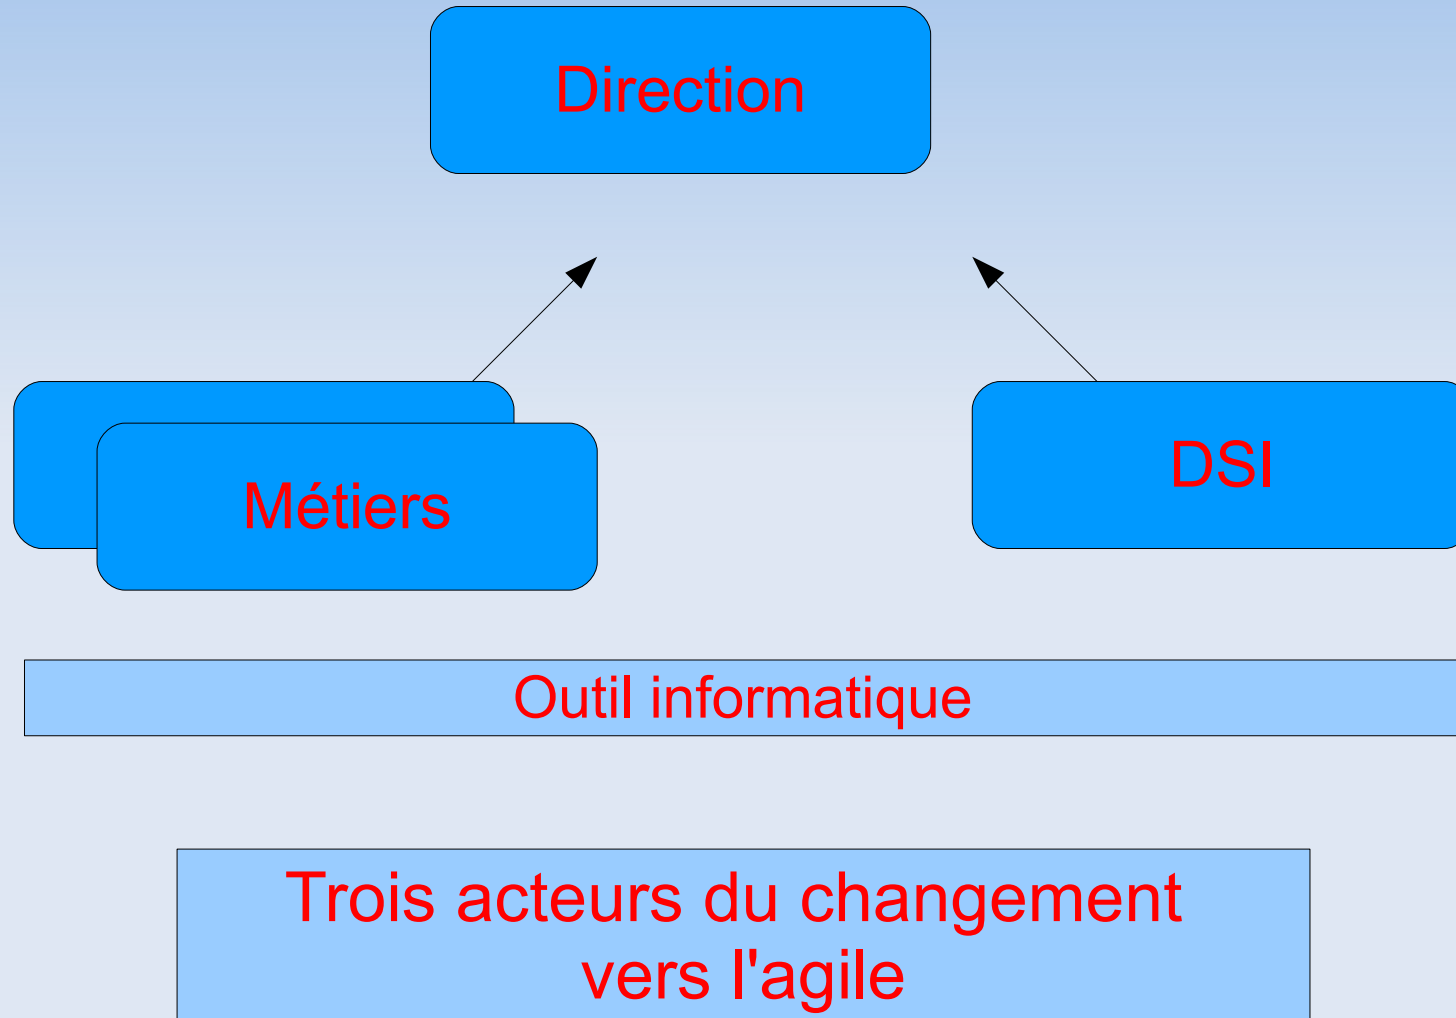 Direction
Métiers
DSI
Outil informatique
Trois acteurs du changement
vers l'agile